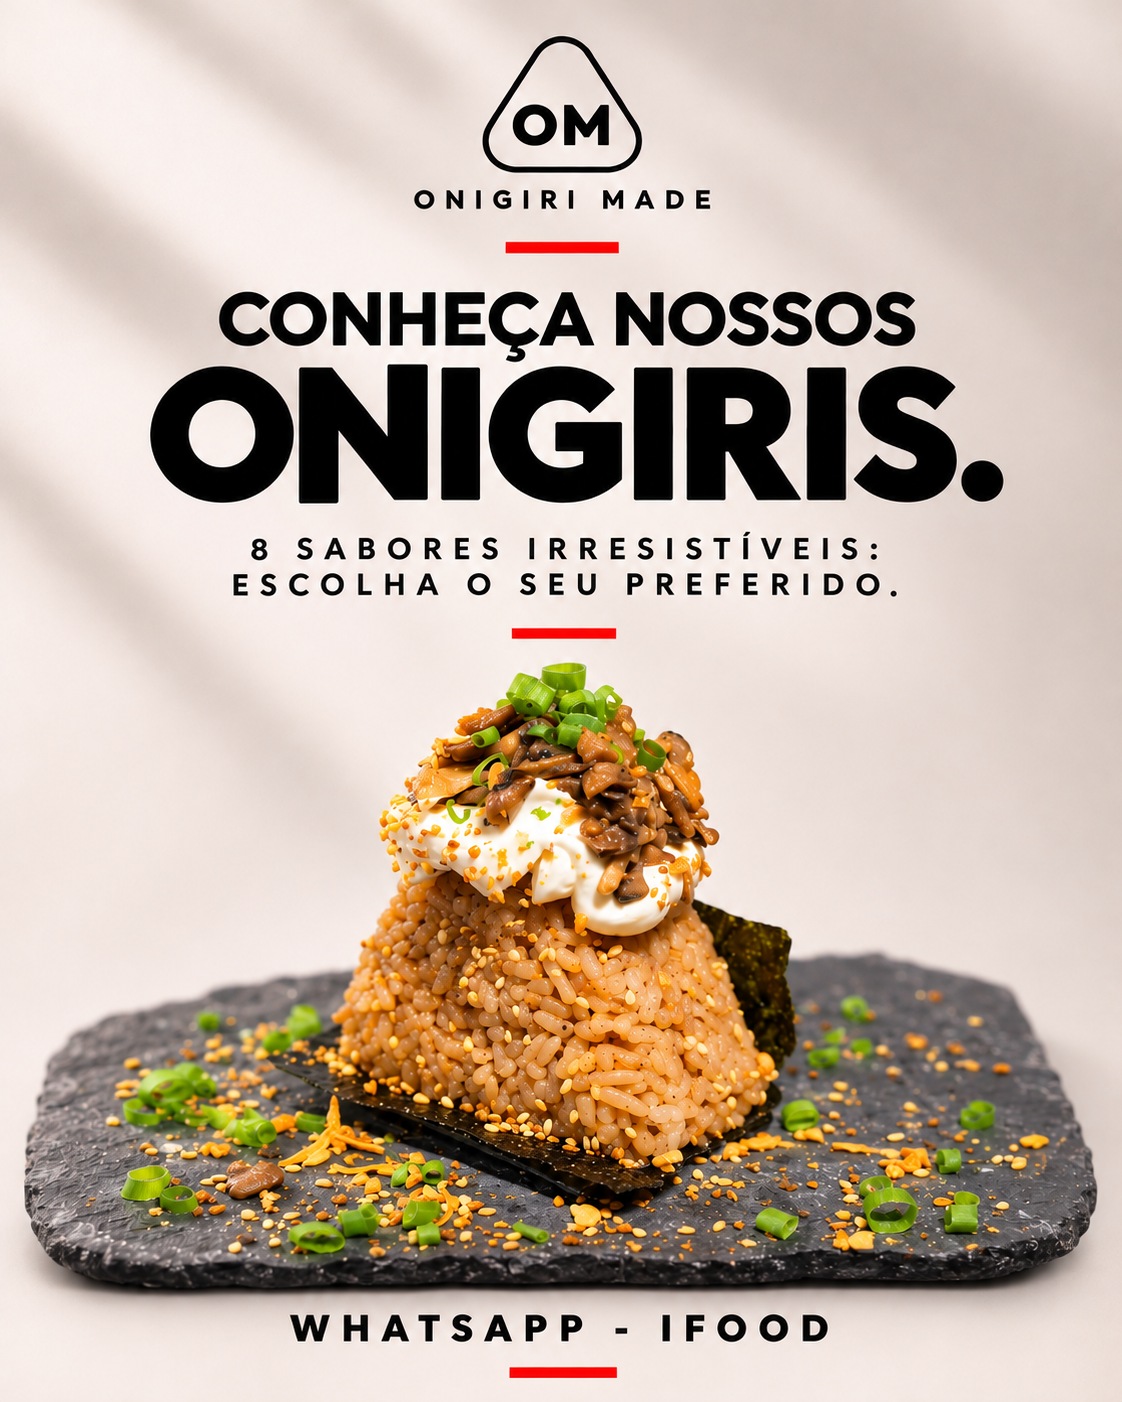 OM
ONIGIRI MADE
CONHEÇA NOSSOS
ONIGIRIS.
8 SABORES IRRESISTÍVEIS:
ESCOLHA O SEU PREFERIDO.
WHATSAPP - IFOOD